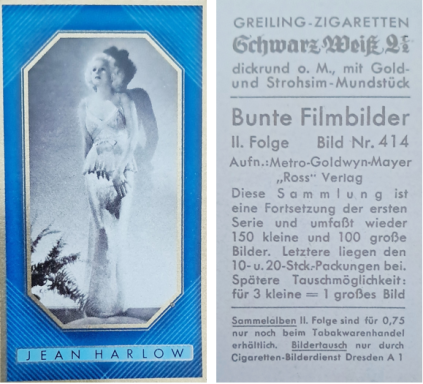 JEAN HARLOW
GREILING-ZIGARETTEN
Schwarz-Weiß
dickrund o. M., mit Gold-
und Strohsim-Mundstück
Bunte Filmbilder
II. Folge Bild Nr. 414
Aufn.: Metro-Goldwyn-Mayer
„Ross" Verlag
Diese Sammlung ist
eine Fortsetzung der ersten
Serie und umfaßt wieder
150 kleine und 100 große
Bilder. Letztere liegen den
10- u. 20-Stck.-Packungen bei.
Spätere Tauschmöglichkeit:
für 3 kleine = 1 großes Bild
Sammelalben II. Folge sind für 0,75
nur noch beim Tabakwarenhandel
erhältlich. Bildertausch nur durch
Cigaretten-Bilderdienst Dresden A 1